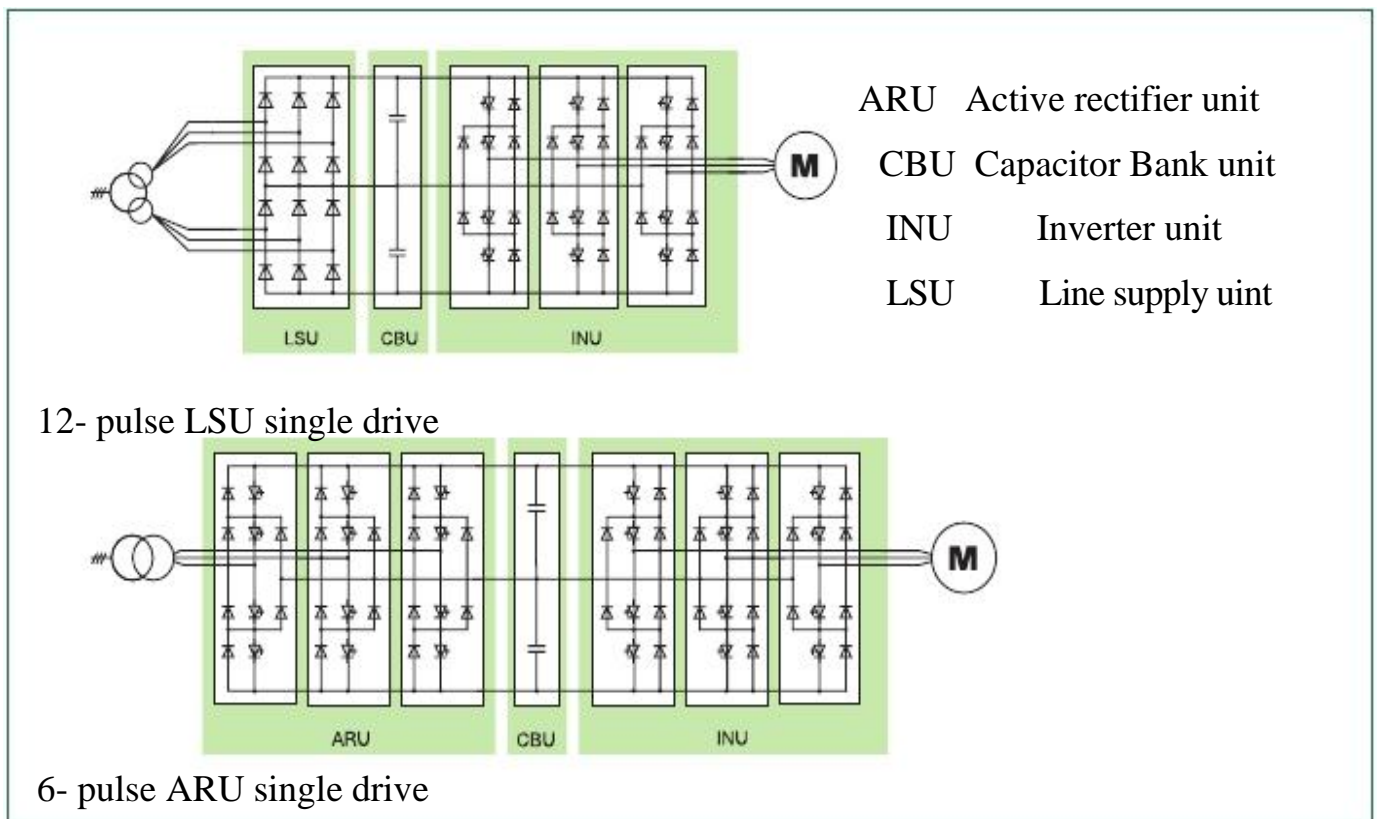 LSU CBU INU
M
ARU Active rectifier unit
CBU Capacitor Bank unit
INU Inverter unit
LSU Line supply uint
12- pulse LSU single drive
M
ARU CBU INU
6- pulse ARU single drive